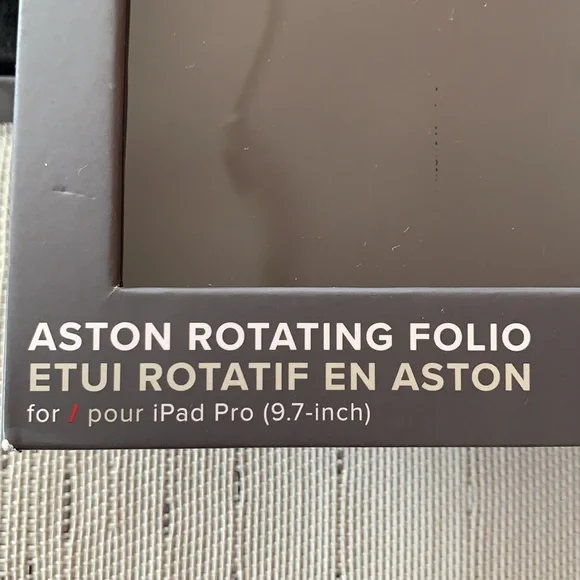 ASTON ROTATING FOLIO
ETUI ROTATIF EN ASTON
for / pour iPad Pro (9.7-inch)